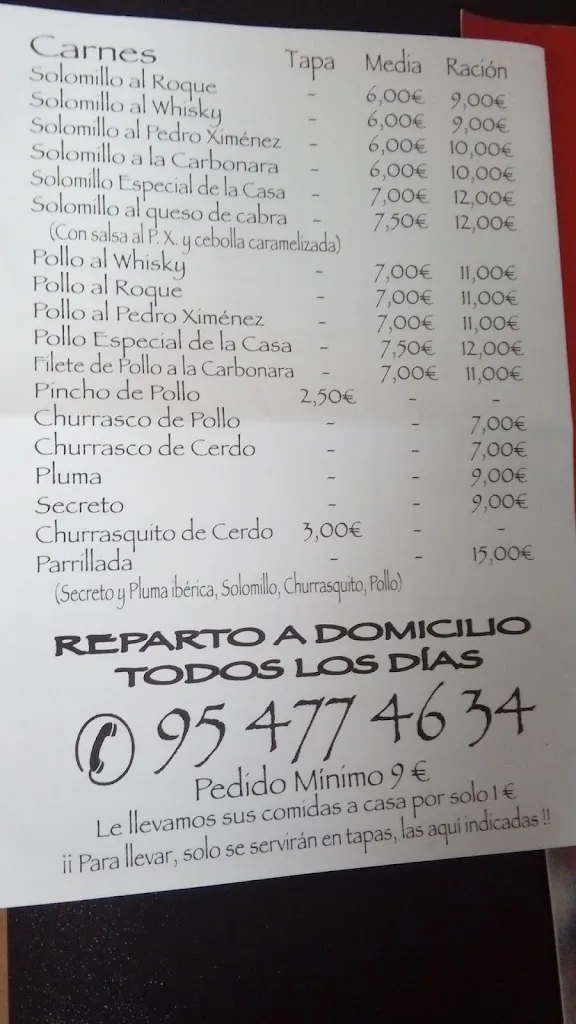 Carnes Tapa Media Ración
Solomillo al Roque - 6,00€ 9,00€
Solomillo al Whisky - 6,00€ 9,00€
Solomillo al Pedro Ximénez - 6,00€ 10,00€
Solomillo a la Carbonara - 6,00€ 10,00€
Solomillo Especial de la Casa - 7,00€ 12,00€
Solomillo al queso de cabra - 7,50€ 12,00€
(Con salsa al P. X. y cebolla caramelizada)
Pollo al Whisky - 7,00€ 11,00€
Pollo al Roque - 7,00€ 11,00€
Pollo al Pedro Ximénez - 7,00€ 11,00€
Pollo Especial de la Casa - 7,50€ 12,00€
Filete de Pollo a la Carbonara - 7,00€ 11,00€
Pincho de Pollo 2,50€ - -
Churrasco de Pollo - - 7,00€
Churrasco de Cerdo - - 7,00€
Pluma - - 9,00€
Secreto - - 9,00€
Churrasquito de Cerdo 3,00€ - -
Parrillada - - 15,00€
(Secreto y Pluma ibérica, Solomillo, Churrasquito, Pollo)
REPARTO A DOMICILIO
TODOS LOS DÍAS
95 477 46 34
Pedido Mínimo 9 €
Le llevamos sus comidas a casa por solo 1 €
¡¡ Para llevar, solo se servirán en tapas, las aquí indicadas !!